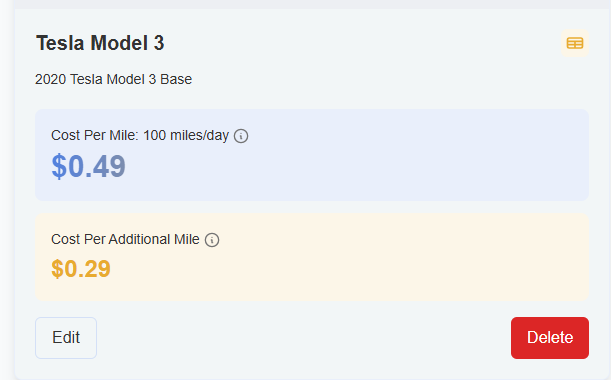 Tesla Model 3
2020 Tesla Model 3 Base
Cost Per Mile: 100 miles/day
$0.49
Cost Per Additional Mile
$0.29
Edit
Delete